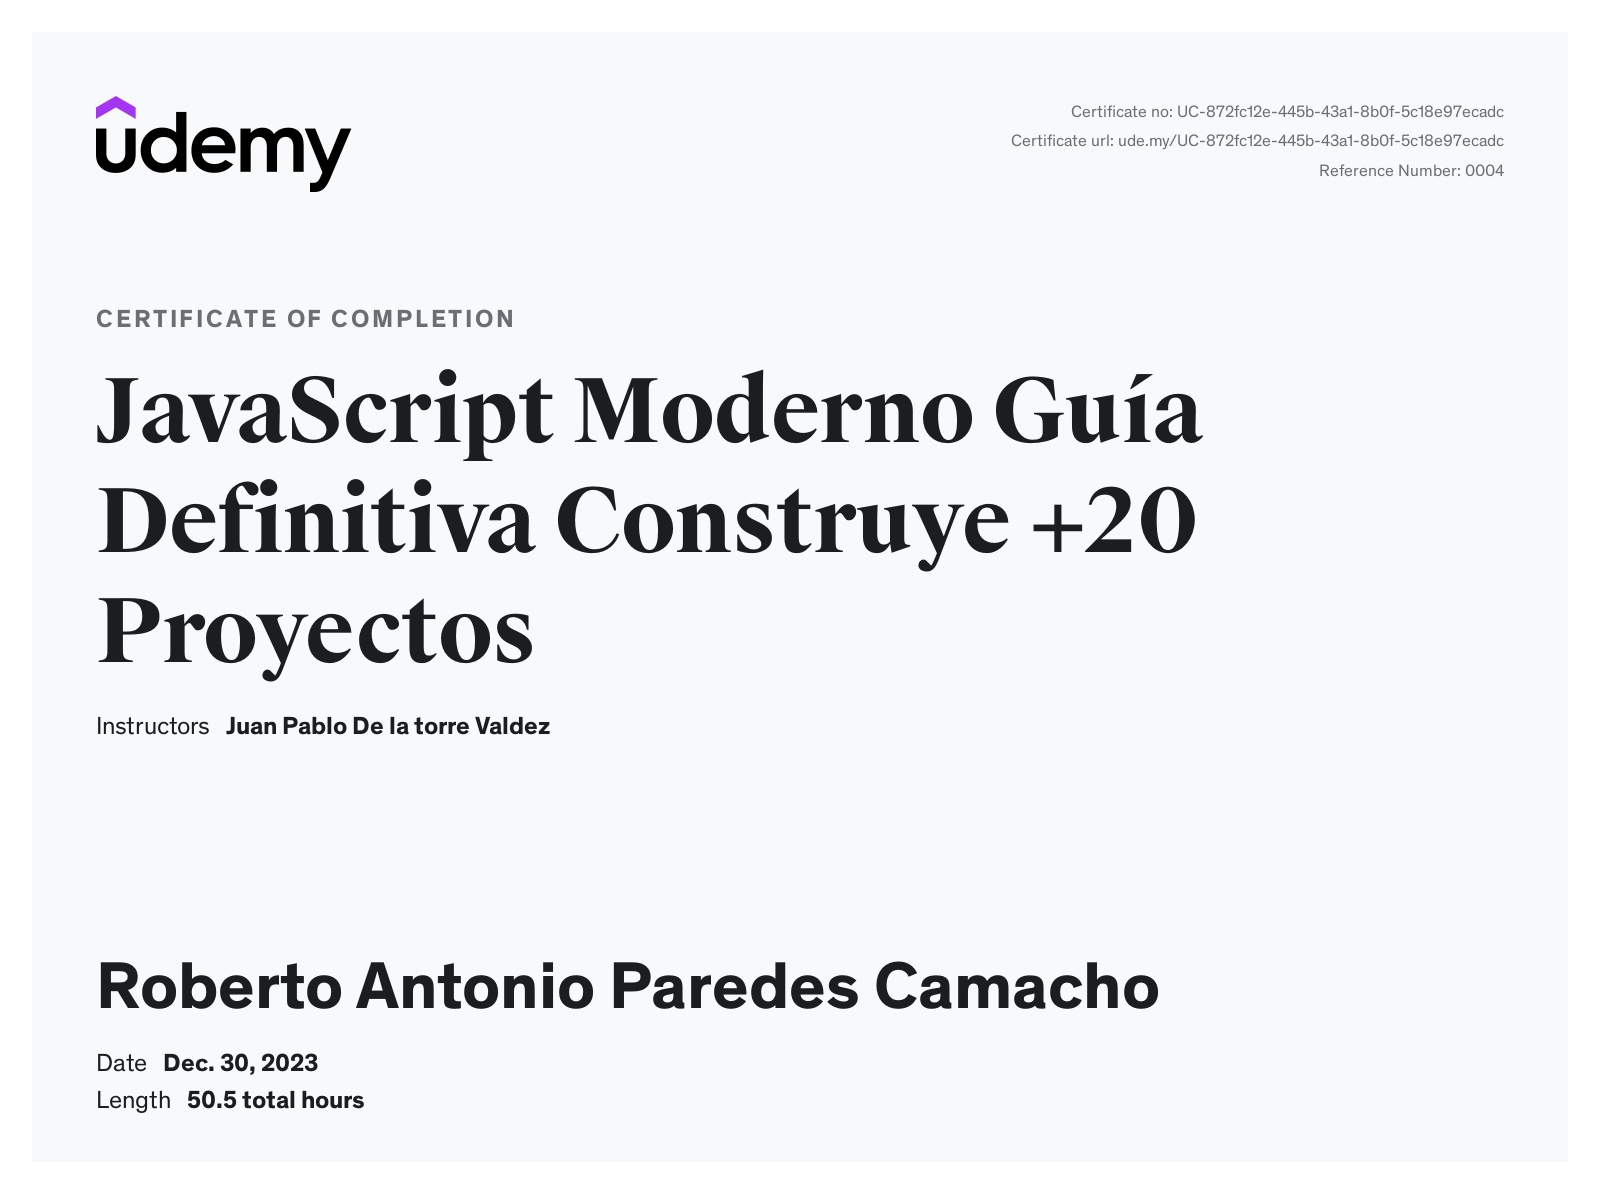 udemy
Certificate no: UC-872fc12e-445b-43a1-8b0f-5c18e97ecadc
Certificate url: ude.my/UC-872fc12e-445b-43a1-8b0f-5c18e97ecadc
Reference Number: 0004
CERTIFICATE OF COMPLETION
JavaScript Moderno Guía
Definitiva Construye +20
Proyectos
Instructors Juan Pablo De la torre Valdez
Roberto Antonio Paredes Camacho
Date Dec. 30, 2023
Length 50.5 total hours